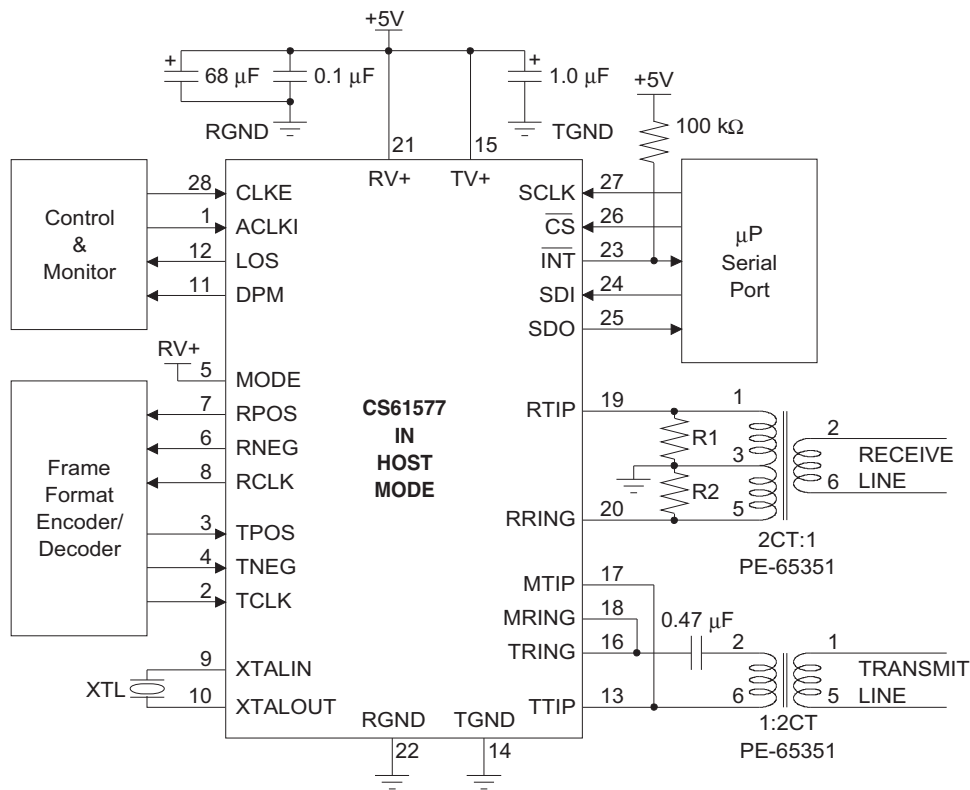 +5V
+
68 μF
0.1 μF
+
1.0 μF
+5V
RGND
TGND
100 kΩ
21
15
RV+
TV+
Control
&
Monitor
28
CLKE
1
ACLKI
12
LOS
11
DPM
SCLK
27
CS
26
INT
23
SDI
24
SDO
25
μP
Serial
Port
RV+
5
MODE
Frame
Format
Encoder/
Decoder
7
RPOS
6
RNEG
8
RCLK
3
TPOS
4
TNEG
2
TCLK
CS61577
IN
HOST
MODE
RTIP
19
R1
R2
1
3
5
2
6
RECEIVE
LINE
RRING
20
2CT:1
PE-65351
MTIP
17
MRING
18
TRING
16
0.47 μF
2
6
1
5
TRANSMIT
LINE
TTIP
13
1:2CT
PE-65351
XTL
9
XTALIN
10
XTALOUT
RGND
TGND
22
14